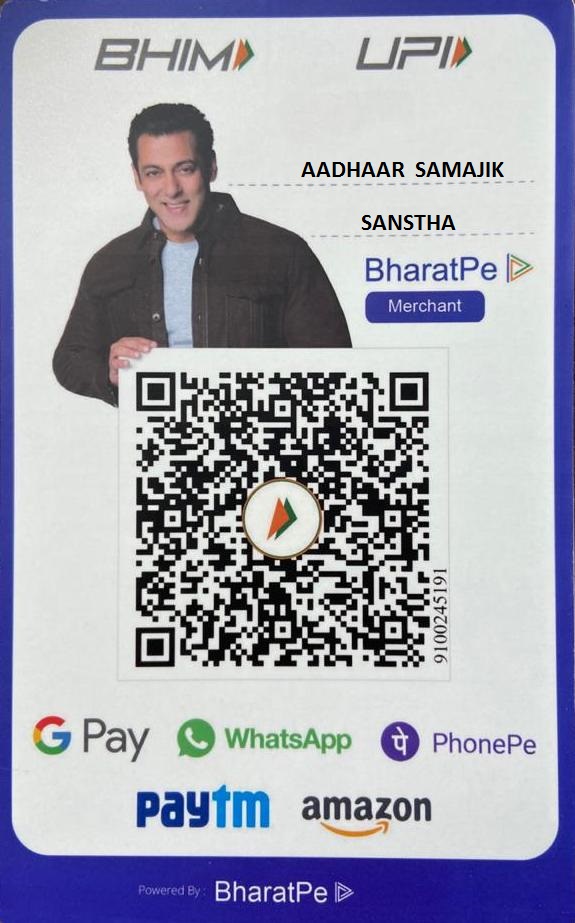 BHIM UPI
AADHAAR SAMAJIK
SANSTHA
BharatPe
Merchant
9100245191
G Pay WhatsApp पे PhonePe
paytm amazon
Powered By : BharatPe